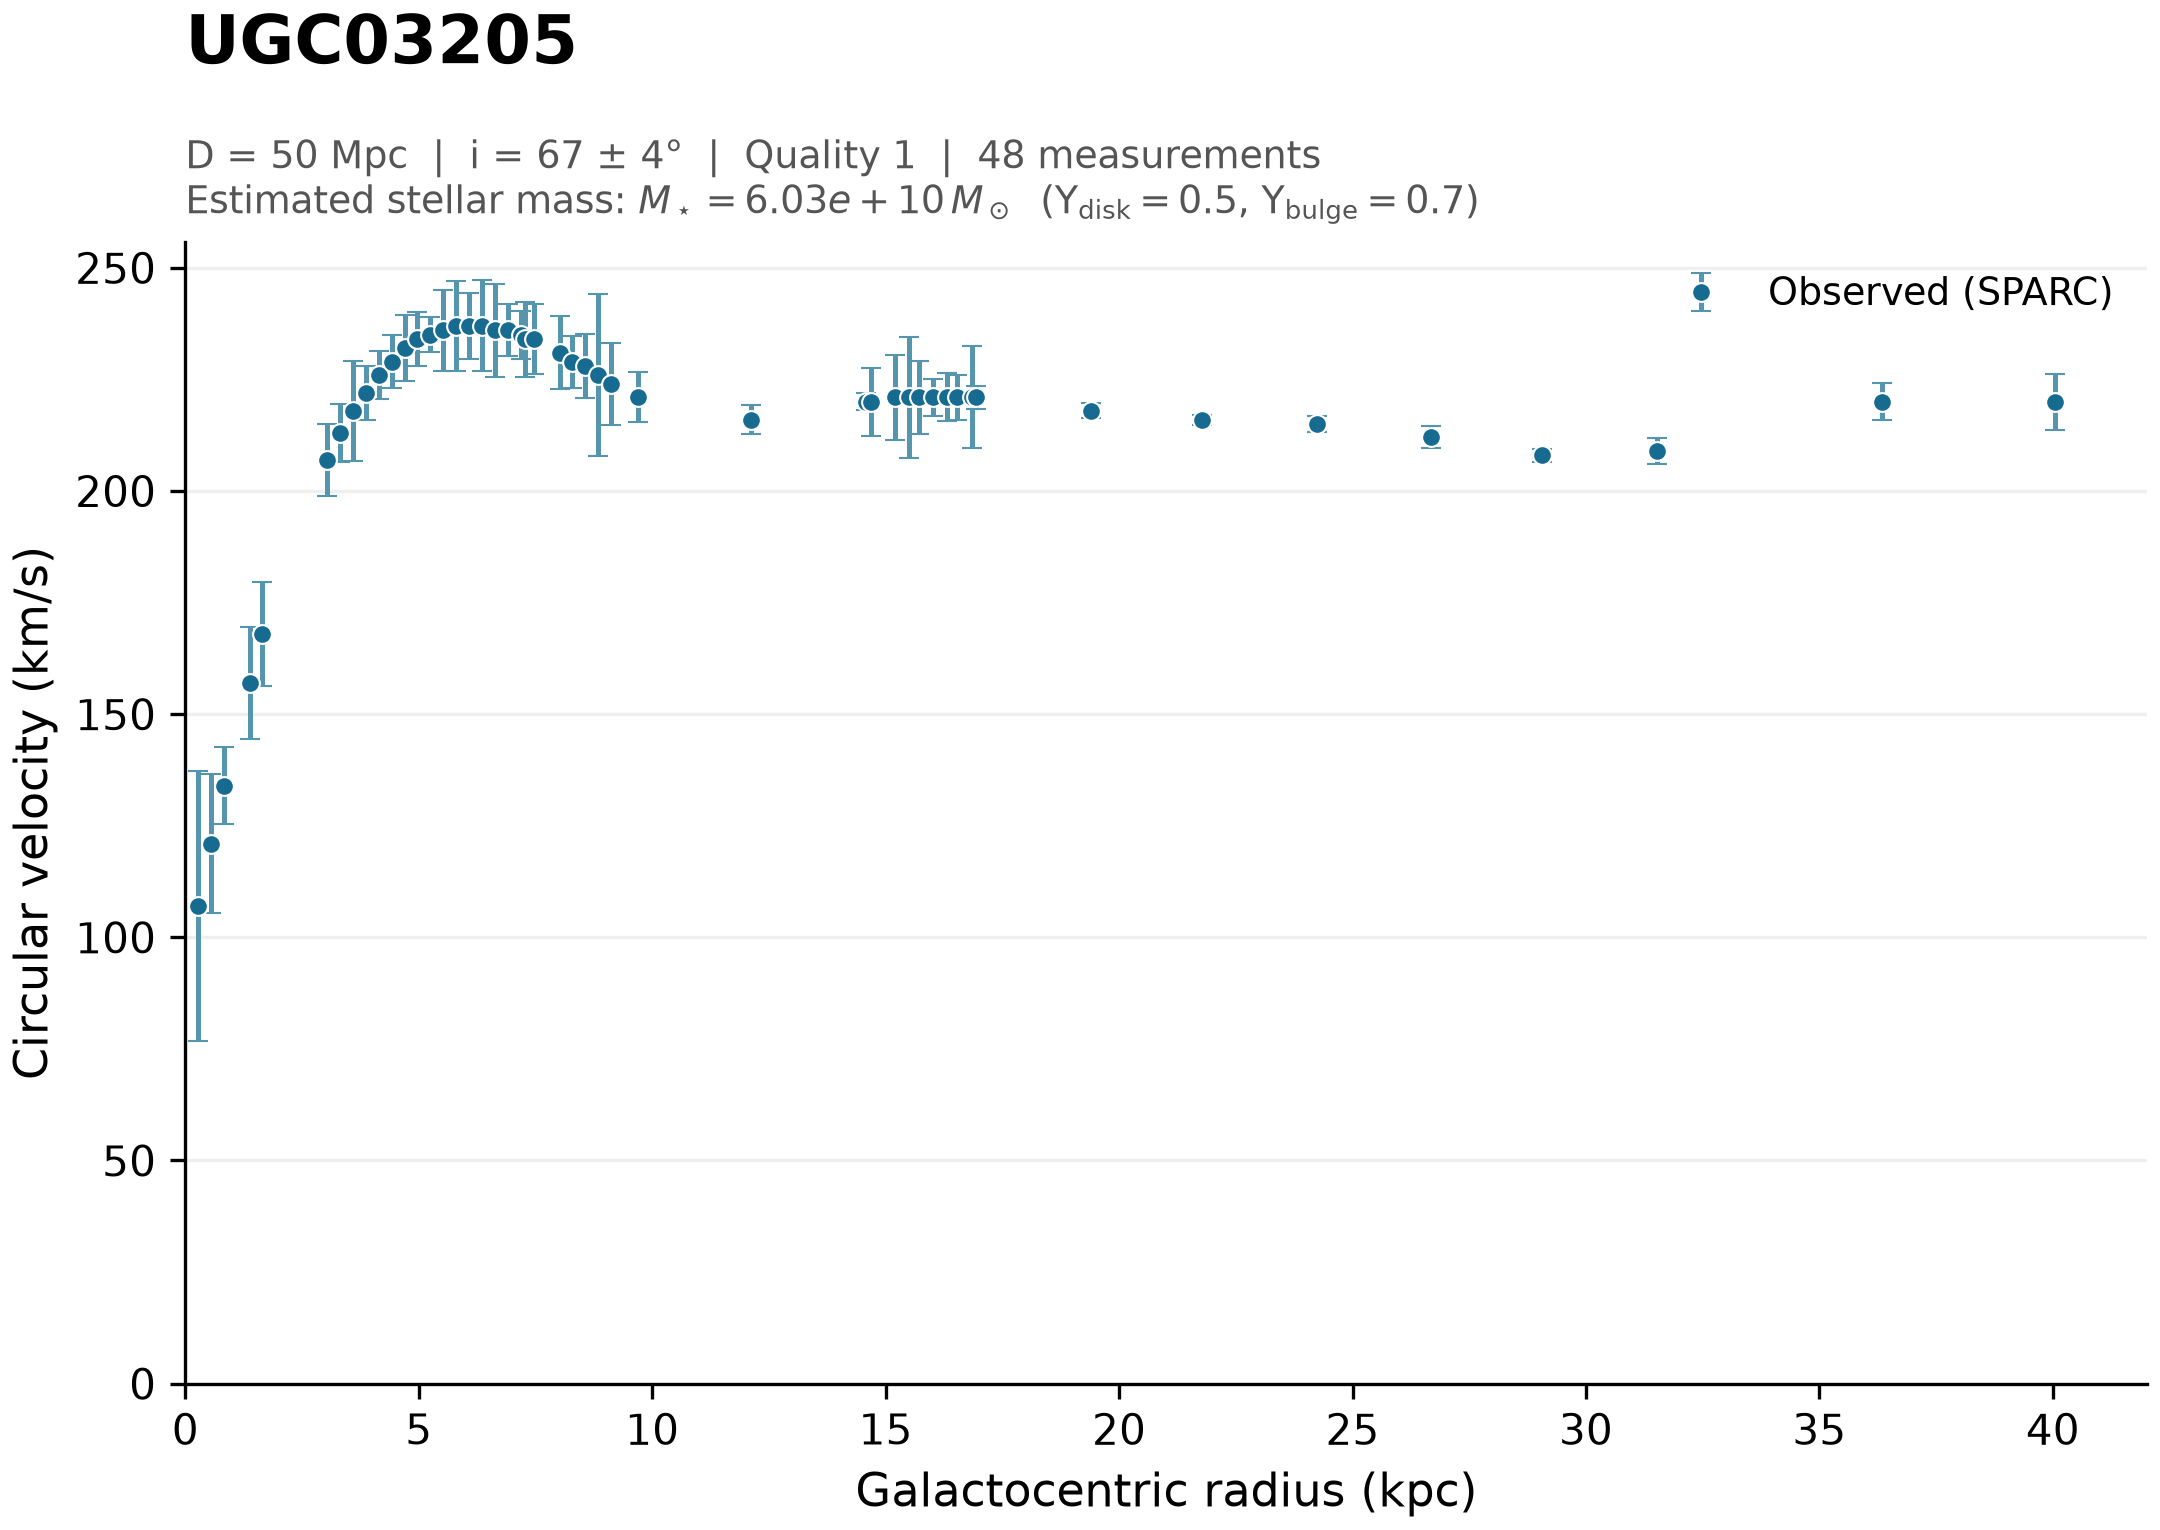 UGC03205
D = 50 Mpc | i = 67 ± 4° | Quality 1 | 48 measurements
Estimated stellar mass: M⋆ = 6.03e + 10 M⊙ (Υdisk = 0.5, Υbulge = 0.7)
Observed (SPARC)
250
200
150
100
50
0
Circular velocity (km/s)
0 5 10 15 20 25 30 35 40
Galactocentric radius (kpc)